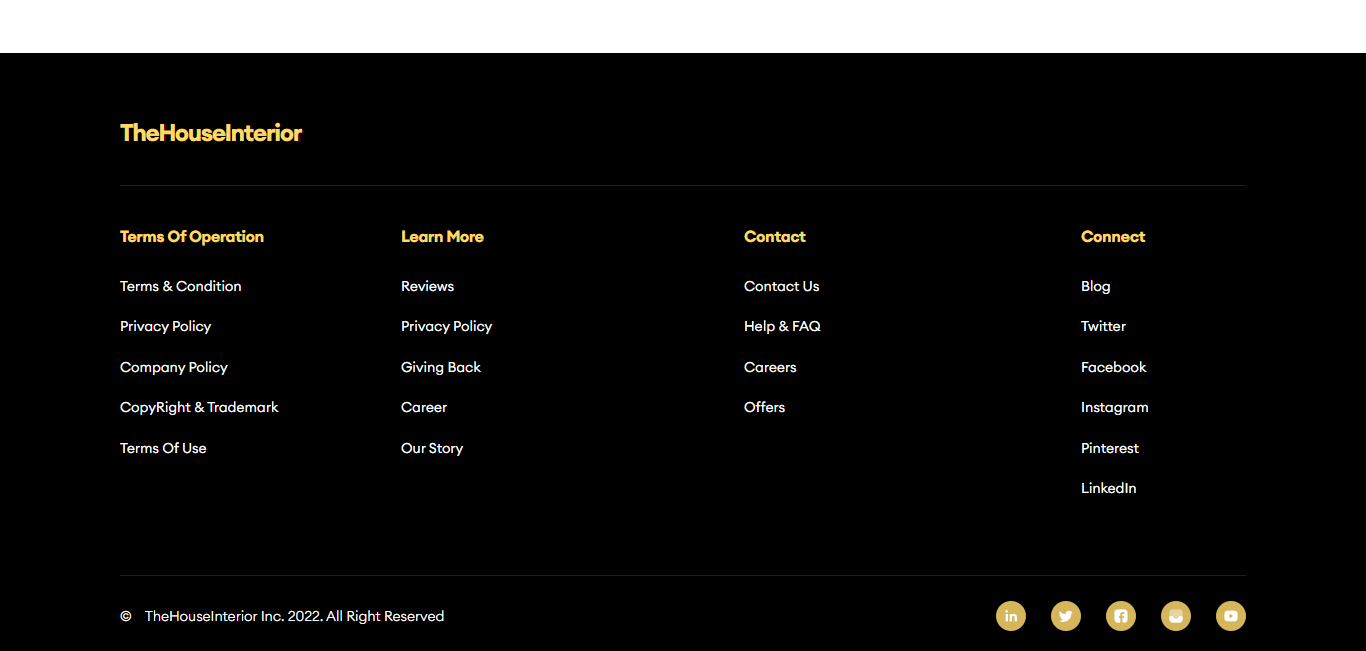 TheHouseInterior
Terms Of Operation
Terms & Condition
Privacy Policy
Company Policy
CopyRight & Trademark
Terms Of Use
Learn More
Reviews
Privacy Policy
Giving Back
Career
Our Story
Contact
Contact Us
Help & FAQ
Careers
Offers
Connect
Blog
Twitter
Facebook
Instagram
Pinterest
LinkedIn
© TheHouseInterior Inc. 2022. All Right Reserved